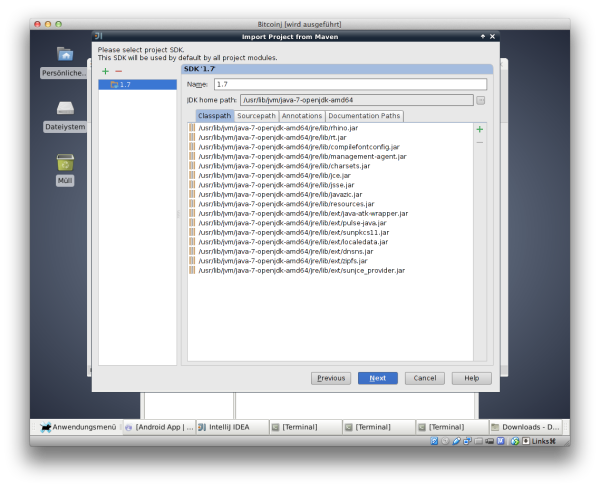 Bitcoinj [wird ausgeführt]
Import Project from Maven
Please select project SDK.
This SDK will be used by default by all project modules.
Persönliche...
Dateiystem
Müll
1.7
SDK '1.7'
Name: 1.7
JDK home path: /usr/lib/jvm/java-7-openjdk-amd64
Classpath Sourcepath Annotations Documentation Paths
/usr/lib/jvm/java-7-openjdk-amd64/jre/lib/rhino.jar
/usr/lib/jvm/java-7-openjdk-amd64/jre/lib/rt.jar
/usr/lib/jvm/java-7-openjdk-amd64/jre/lib/compilefontconfig.jar
/usr/lib/jvm/java-7-openjdk-amd64/jre/lib/management-agent.jar
/usr/lib/jvm/java-7-openjdk-amd64/jre/lib/charsets.jar
/usr/lib/jvm/java-7-openjdk-amd64/jre/lib/jce.jar
/usr/lib/jvm/java-7-openjdk-amd64/jre/lib/jsse.jar
/usr/lib/jvm/java-7-openjdk-amd64/jre/lib/javazic.jar
/usr/lib/jvm/java-7-openjdk-amd64/jre/lib/resources.jar
/usr/lib/jvm/java-7-openjdk-amd64/jre/lib/ext/java-atk-wrapper.jar
/usr/lib/jvm/java-7-openjdk-amd64/jre/lib/ext/pulse-java.jar
/usr/lib/jvm/java-7-openjdk-amd64/jre/lib/ext/sunpkcs11.jar
/usr/lib/jvm/java-7-openjdk-amd64/jre/lib/ext/localedata.jar
/usr/lib/jvm/java-7-openjdk-amd64/jre/lib/ext/dnsns.jar
/usr/lib/jvm/java-7-openjdk-amd64/jre/lib/ext/zipfs.jar
/usr/lib/jvm/java-7-openjdk-amd64/jre/lib/ext/sunjce_provider.jar
Previous Next Cancel Help
Anwendungsmenü [Android App | ... IntelliJ IDEA [Terminal] [Terminal] [Terminal] Downloads - D...
Links⌘